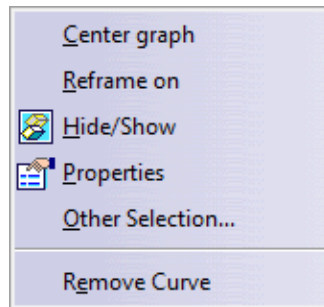 Center graph
Reframe on
Hide/Show
Properties
Other Selection...
Remove Curve